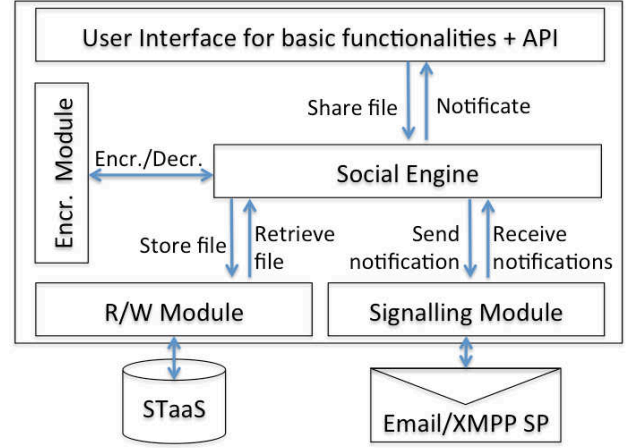 User Interface for basic functionalities + API
Share file
Notificate
Encr. Module
Encr./Decr.
Social Engine
Store file
Retrieve
file
Send
notification
Receive
notifications
R/W Module
Signalling Module
STaaS
Email/XMPP SP